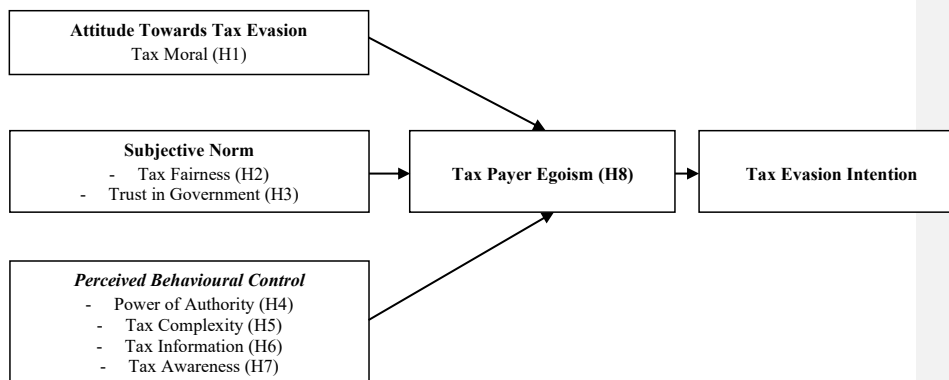 Attitude Towards Tax Evasion
Tax Moral (H1)
Subjective Norm
- Tax Fairness (H2)
- Trust in Government (H3)
Tax Payer Egoism (H8)
Tax Evasion Intention
Perceived Behavioural Control
- Power of Authority (H4)
- Tax Complexity (H5)
- Tax Information (H6)
- Tax Awareness (H7)